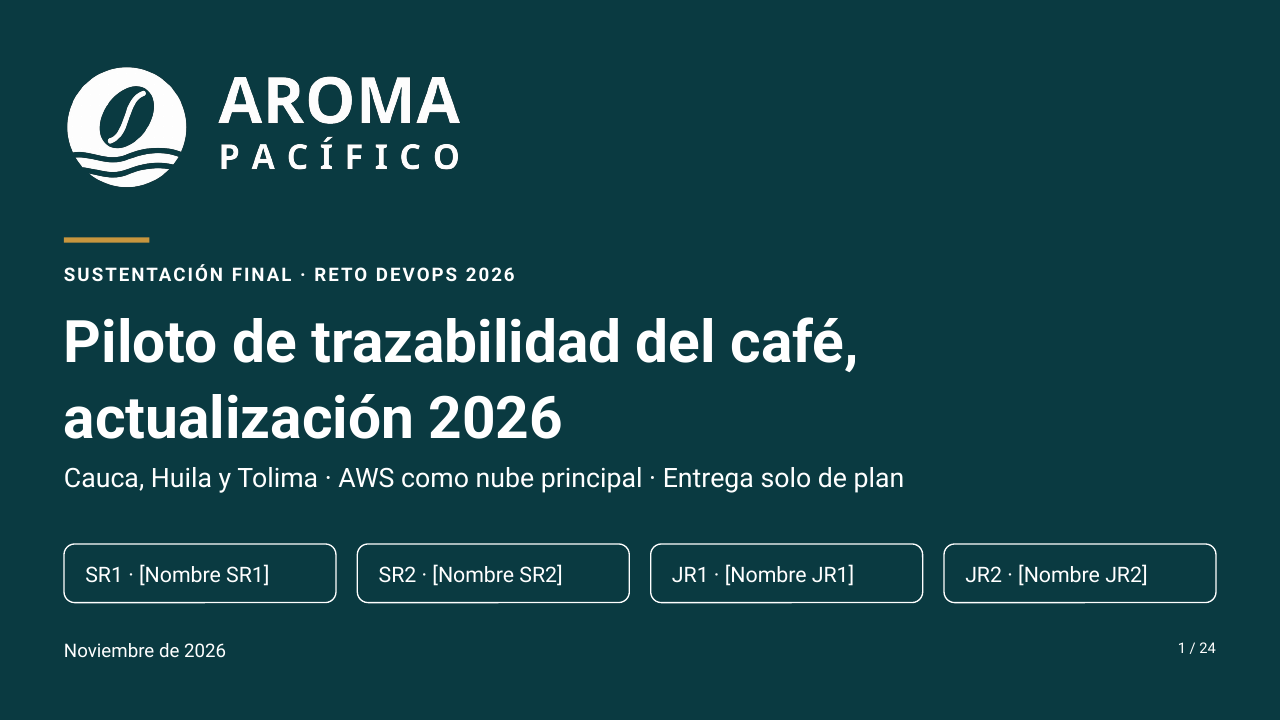 AROMA
PACÍFICO
SUSTENTACIÓN FINAL · RETO DEVOPS 2026
Piloto de trazabilidad del café,
actualización 2026
Cauca, Huila y Tolima · AWS como nube principal · Entrega solo de plan
SR1 · [Nombre SR1]
SR2 · [Nombre SR2]
JR1 · [Nombre JR1]
JR2 · [Nombre JR2]
Noviembre de 2026
1 / 24